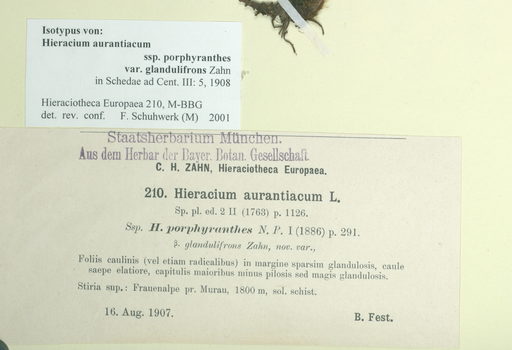 Isotypus von:
Hieracium aurantiacum
ssp. porphyranthes
var. glandulifrons Zahn
in Schedae ad Cent. III: 5, 1908
Hieraciotheca Europaea 210, M-BBG
det. rev. conf. F. Schuhwerk (M) 2001
Staatsherbarium München.
Aus dem Herbar der Bayer. Botan. Gesellschaft.
C. H. ZAHN, Hieraciotheca Europaea.
210. Hieracium aurantiacum L.
Sp. pl. ed. 2 II (1763) p. 1126.
Ssp. H. porphyranthes N. P. I (1886) p. 291.
β. glandulifrons Zahn, nov. var.,
Foliis caulinis (vel etiam radicalibus) in margine sparsim glandulosis, caule
saepe elatiore, capitulis maioribus minus pilosis sed magis glandulosis.
Stiria sup.: Frauenalpe pr. Murau, 1800 m, sol. schist.
16. Aug. 1907.
B. Fest.